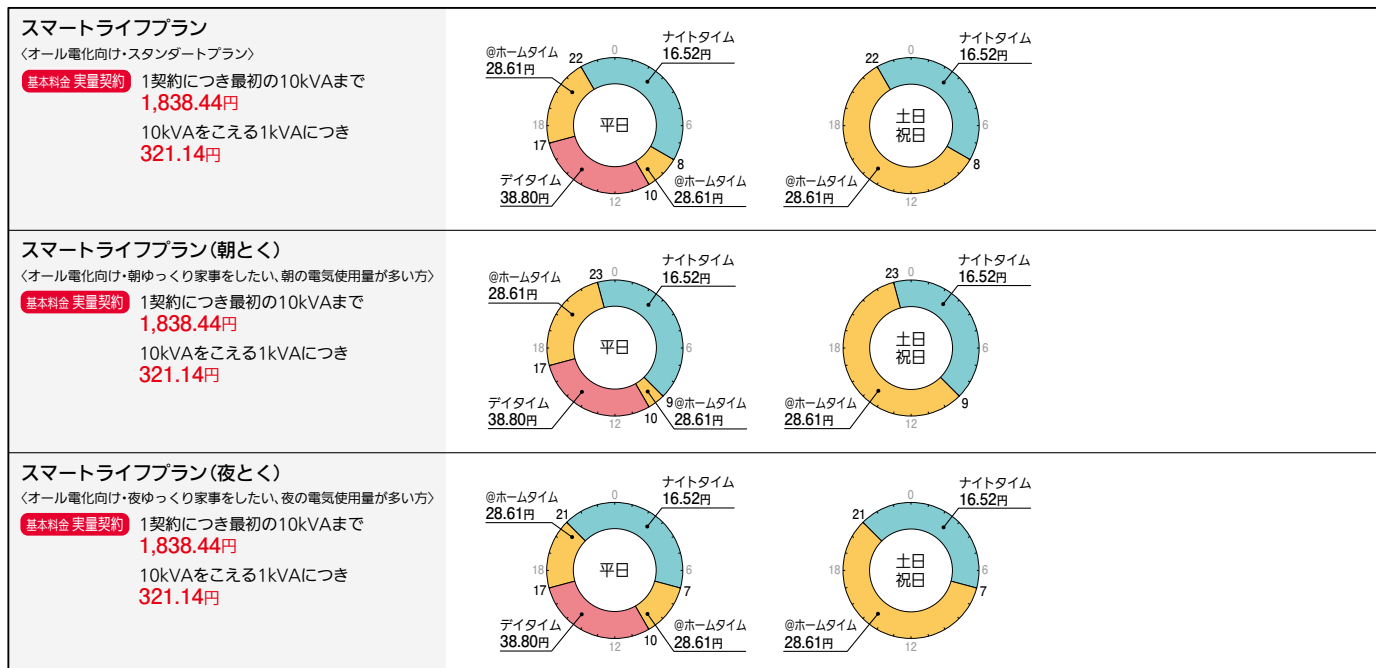 スマートライフプラン
〈オール電化向け・スタンダートプラン〉
基本料金 実量契約 1契約につき最初の10kVAまで
1,838.44円
10kVAをこえる1kVAにつき
321.14円
@ホームタイム
28.61円
22
0
ナイトタイム
16.52円
18
平日
6
17
8
デイタイム
38.80円
12
10
@ホームタイム
28.61円
22
0
ナイトタイム
16.52円
18
土日
祝日
6
8
@ホームタイム
28.61円
12
スマートライフプラン(朝とく)
〈オール電化向け・朝ゆっくり家事をしたい、朝の電気使用量が多い方〉
基本料金 実量契約 1契約につき最初の10kVAまで
1,838.44円
10kVAをこえる1kVAにつき
321.14円
@ホームタイム
28.61円
23
0
ナイトタイム
16.52円
18
平日
6
17
9
デイタイム
38.80円
12
10
@ホームタイム
28.61円
23
0
ナイトタイム
16.52円
18
土日
祝日
6
9
@ホームタイム
28.61円
12
スマートライフプラン(夜とく)
〈オール電化向け・夜ゆっくり家事をしたい、夜の電気使用量が多い方〉
基本料金 実量契約 1契約につき最初の10kVAまで
1,838.44円
10kVAをこえる1kVAにつき
321.14円
@ホームタイム
28.61円
21
0
ナイトタイム
16.52円
18
平日
6
17
7
デイタイム
38.80円
12
10
@ホームタイム
28.61円
21
0
ナイトタイム
16.52円
18
土日
祝日
6
7
@ホームタイム
28.61円
12